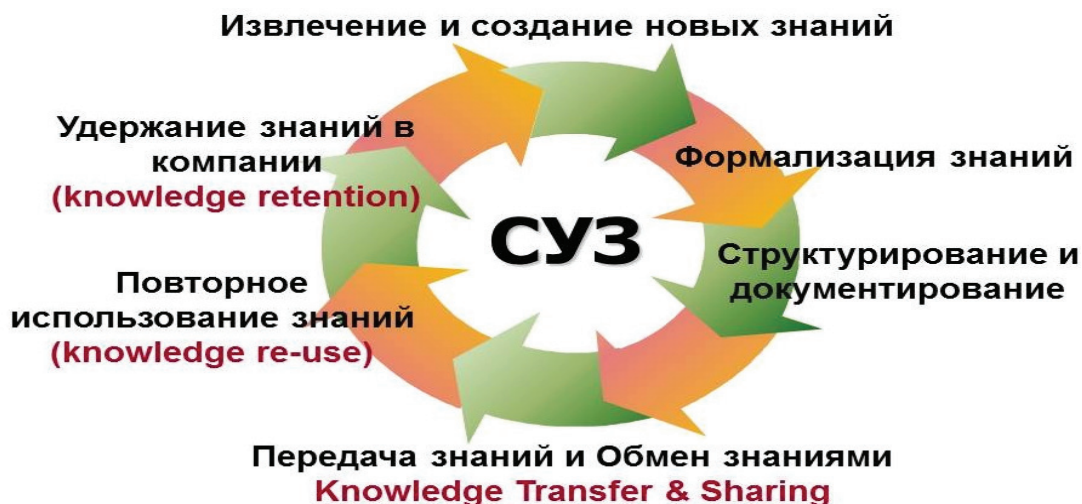 Извлечение и создание новых знаний
Формализация знаний
Структурирование и
документирование
Передача знаний и Обмен знаниями
Knowledge Transfer & Sharing
Повторное
использование знаний
(knowledge re-use)
Удержание знаний в
компании
(knowledge retention)
СУЗ